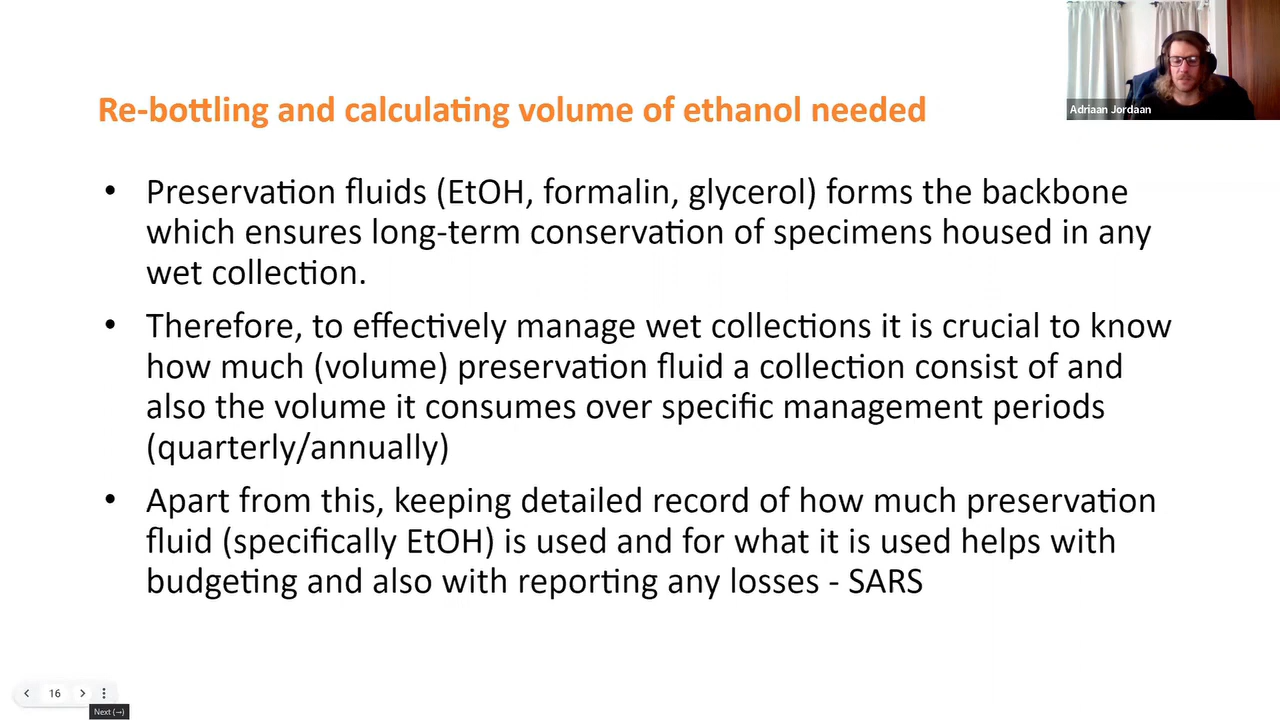 Adriaan Jordaan
Re-bottling and calculating volume of ethanol needed
• Preservation fluids (EtOH, formalin, glycerol) forms the backbone
which ensures long-term conservation of specimens housed in any
wet collection.
• Therefore, to effectively manage wet collections it is crucial to know
how much (volume) preservation fluid a collection consist of and
also the volume it consumes over specific management periods
(quarterly/annually)
• Apart from this, keeping detailed record of how much preservation
fluid (specifically EtOH) is used and for what it is used helps with
budgeting and also with reporting any losses - SARS
16
Next (→)